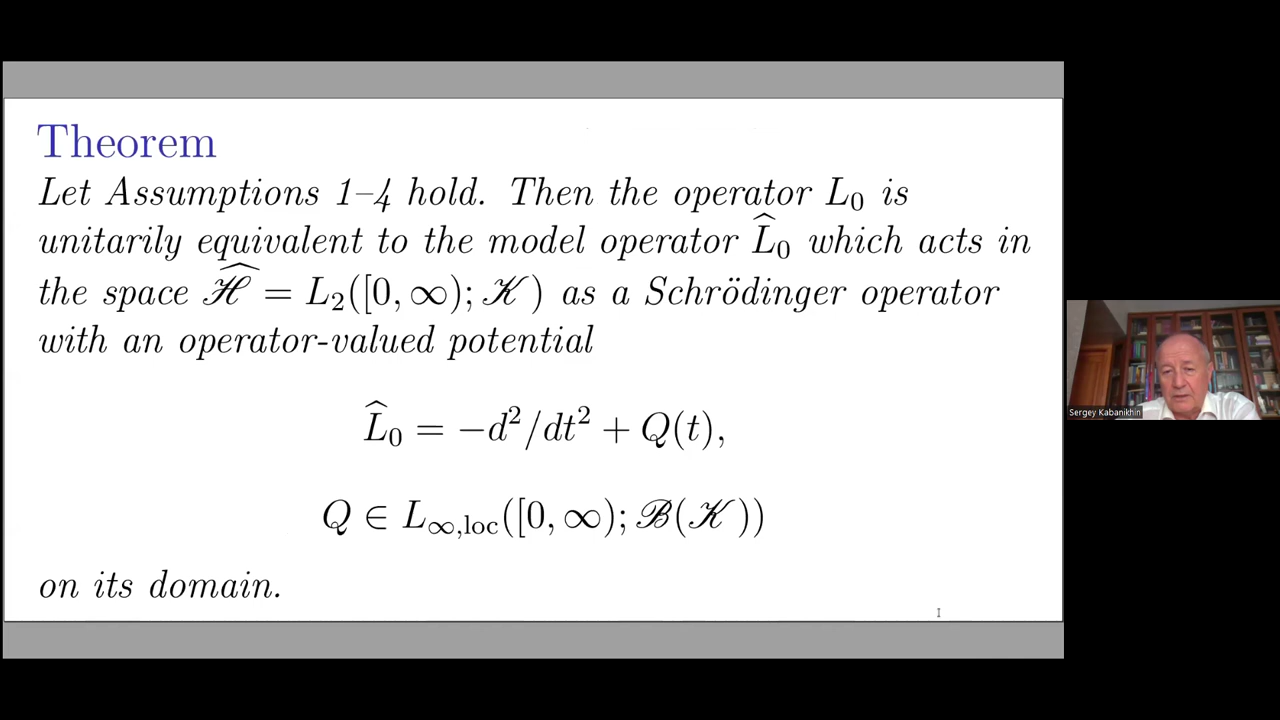 Theorem
Let Assumptions 1–4 hold. Then the operator L₀ is
unitarily equivalent to the model operator L̂₀ which acts in
the space ℋ̂ = L₂([0, ∞); 𝒦) as a Schrödinger operator
with an operator-valued potential
L̂₀ = −d²/dt² + Q(t),
Q ∈ L∞,loc([0, ∞); ℬ(𝒦))
on its domain.
Sergey Kabanikhin